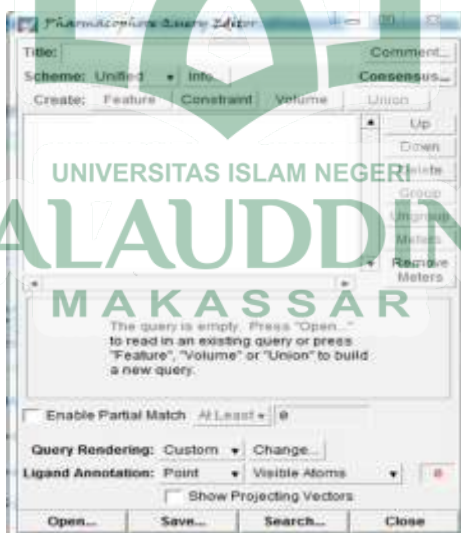 Pharmacophore Query Editor
Title: Comment...
Scheme: Unified Info... Consensus...
Create: Feature Constraint Volume Union
Up
Down
UNIVERSITAS ISLAM NEGERI
Delete
Group
Ungroup
ALAUDDIN
Meters
Remove
Meters
MAKASSAR
The query is empty. Press "Open..."
to read in an existing query or press
"Feature", "Volume" or "Union" to build
a new query.
Enable Partial Match At Least 0
Query Rendering: Custom Change...
Ligand Annotation: Point Visible Atoms
Show Projecting Vectors
Open... Save... Search... Close